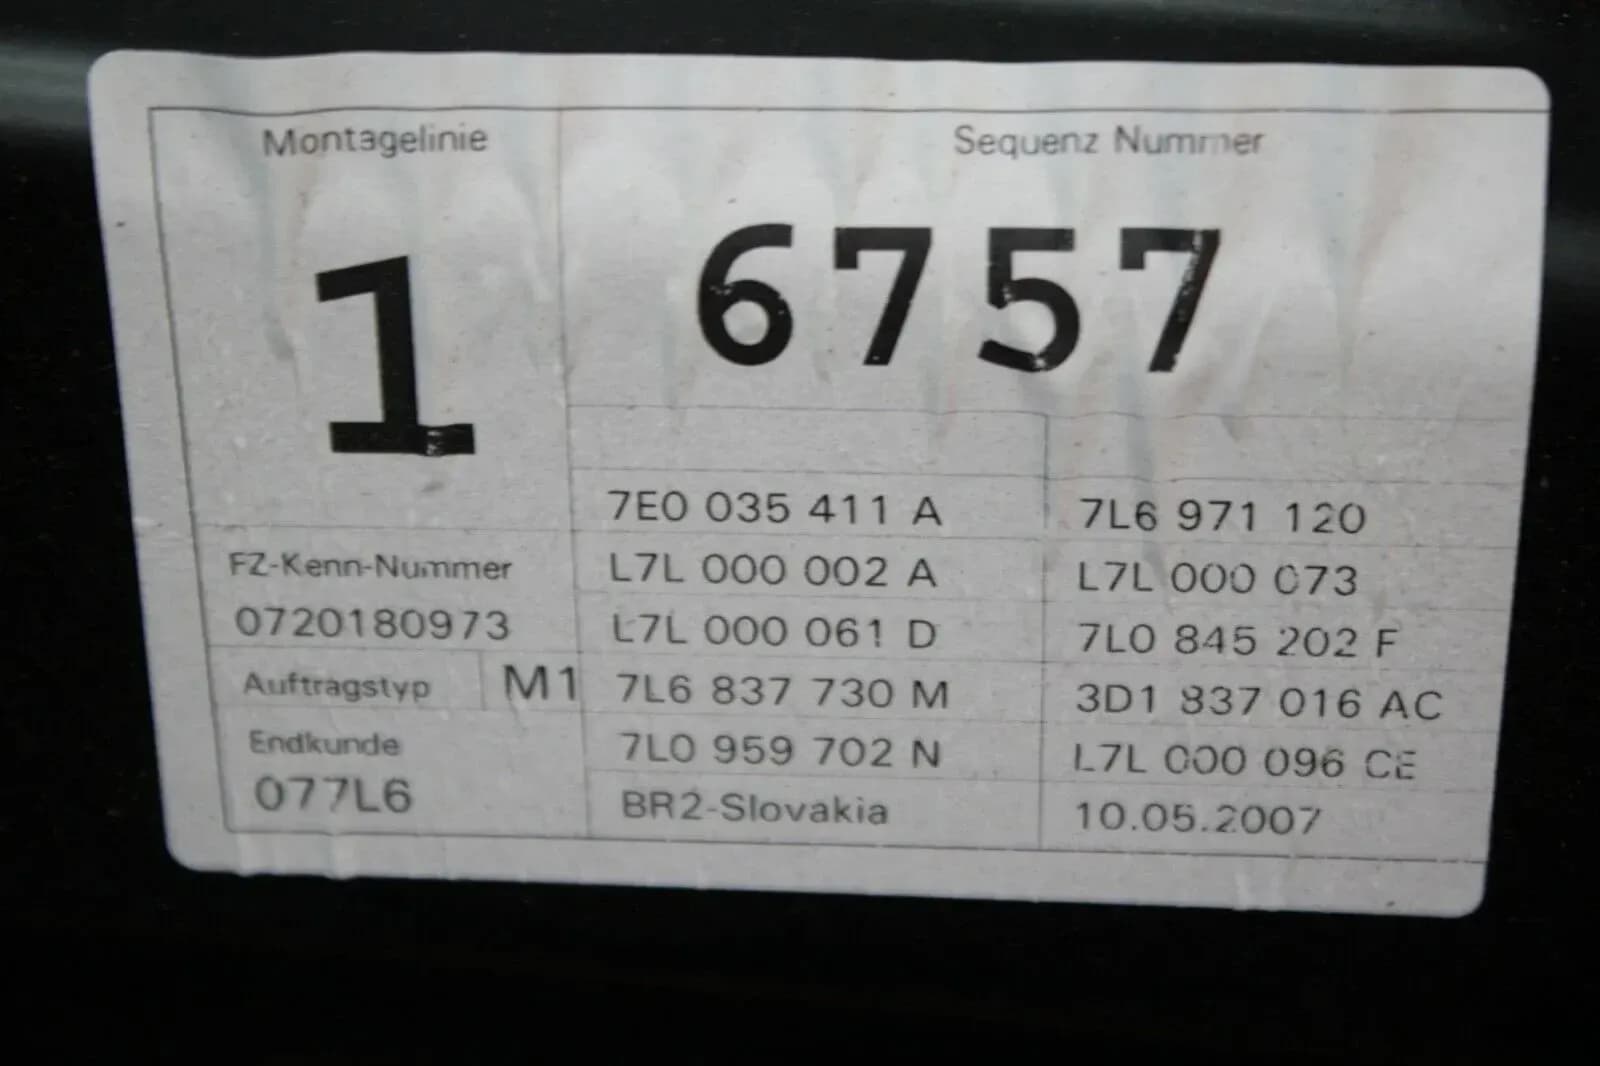 Montagelinie
Sequenz Nummer
1
6757
7E0 035 411 A
7L6 971 120
FZ-Kenn-Nummer
L7L 000 002 A
L7L 000 073
0720180973
L7L 000 061 D
7L0 845 202 F
Auftragstyp M1
7L6 837 730 M
3D1 837 016 AC
Endkunde
7L0 959 702 N
L7L 000 096 CE
077L6
BR2-Slovakia
10.05.2007